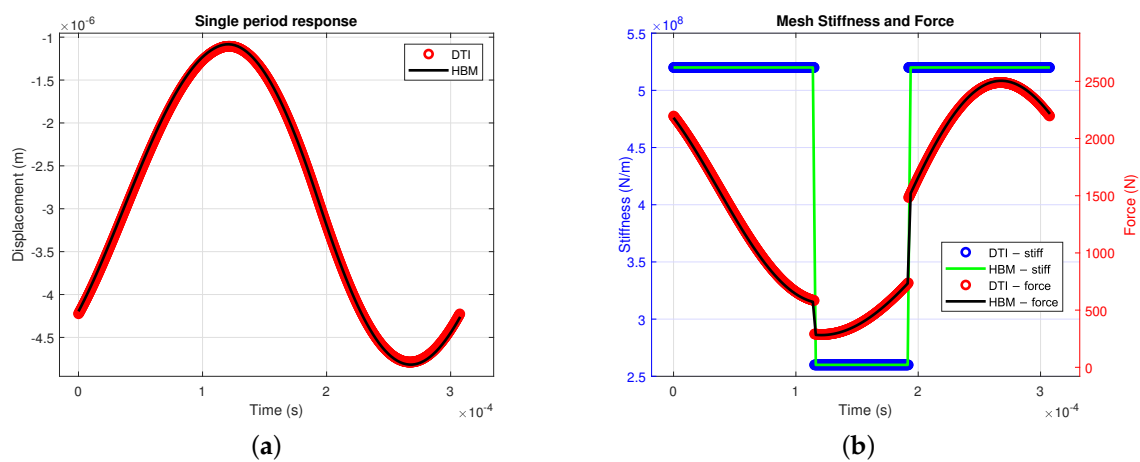 Single period response
×10⁻⁶
-1
-1.5
-2
-2.5
-3
-3.5
-4
-4.5
Displacement (m)
DTI
HBM
0
1
2
3
Time (s)
×10⁻⁴
(a)
Mesh Stiffness and Force
×10⁸
5.5
5
4.5
4
3.5
3
2.5
Stiffness (N/m)
2500
2000
1500
1000
500
0
Force (N)
DTI – stiff
HBM – stiff
DTI – force
HBM – force
0
1
2
3
Time (s)
×10⁻⁴
(b)